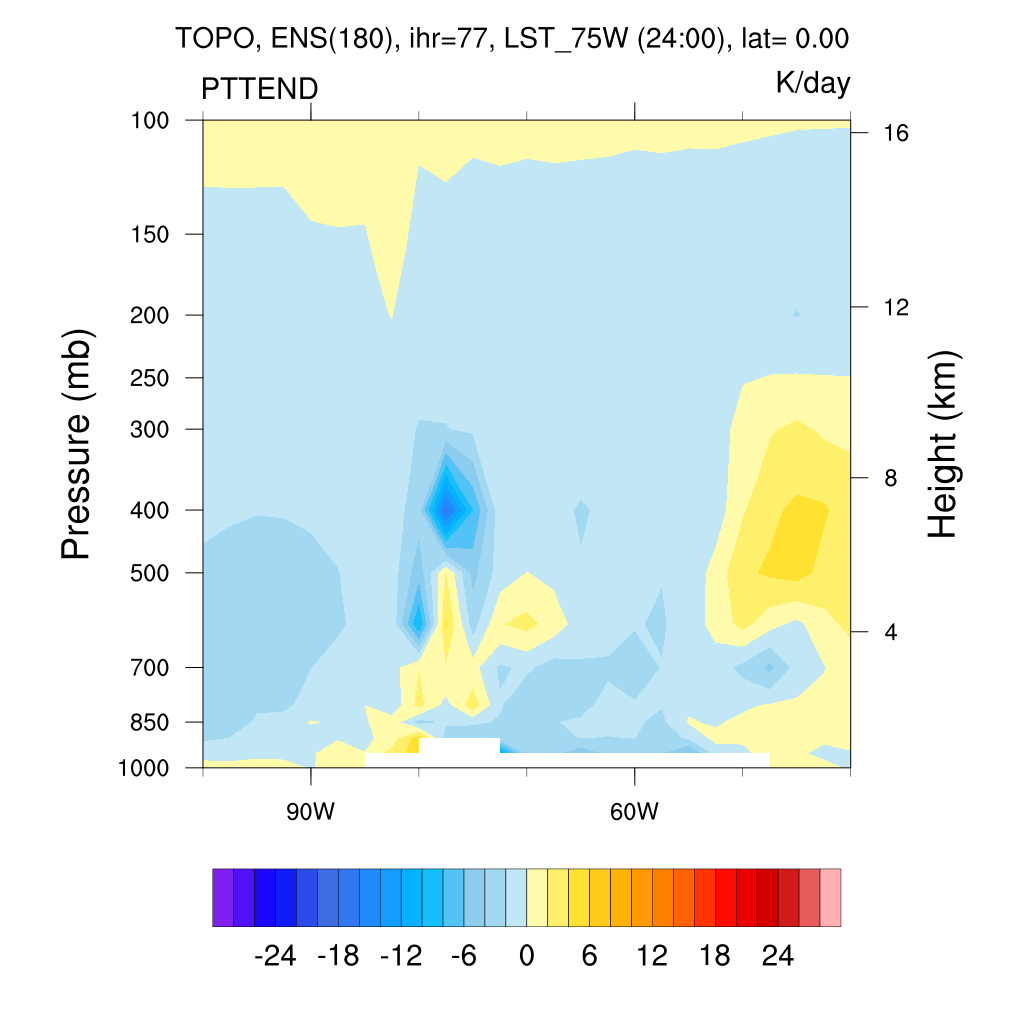 TOPO, ENS(180), ihr=77, LST_75W (24:00), lat= 0.00
PTTEND K/day
100
150
200
250
300
400
500
700
850
1000
Pressure (mb)
16
12
8
4
Height (km)
90W 60W
-24 -18 -12 -6 0 6 12 18 24